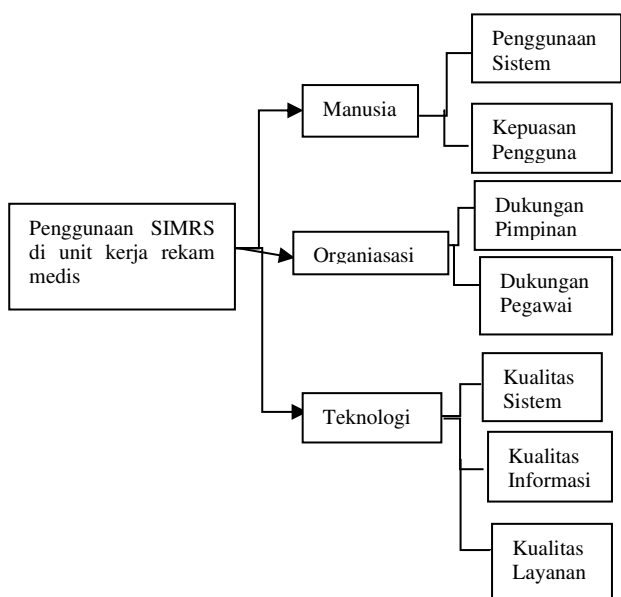 Penggunaan
Sistem
Manusia
Kepuasan
Pengguna
Penggunaan SIMRS
di unit kerja rekam
medis
Dukungan
Pimpinan
Organiasasi
Dukungan
Pegawai
Kualitas
Sistem
Teknologi
Kualitas
Informasi
Kualitas
Layanan